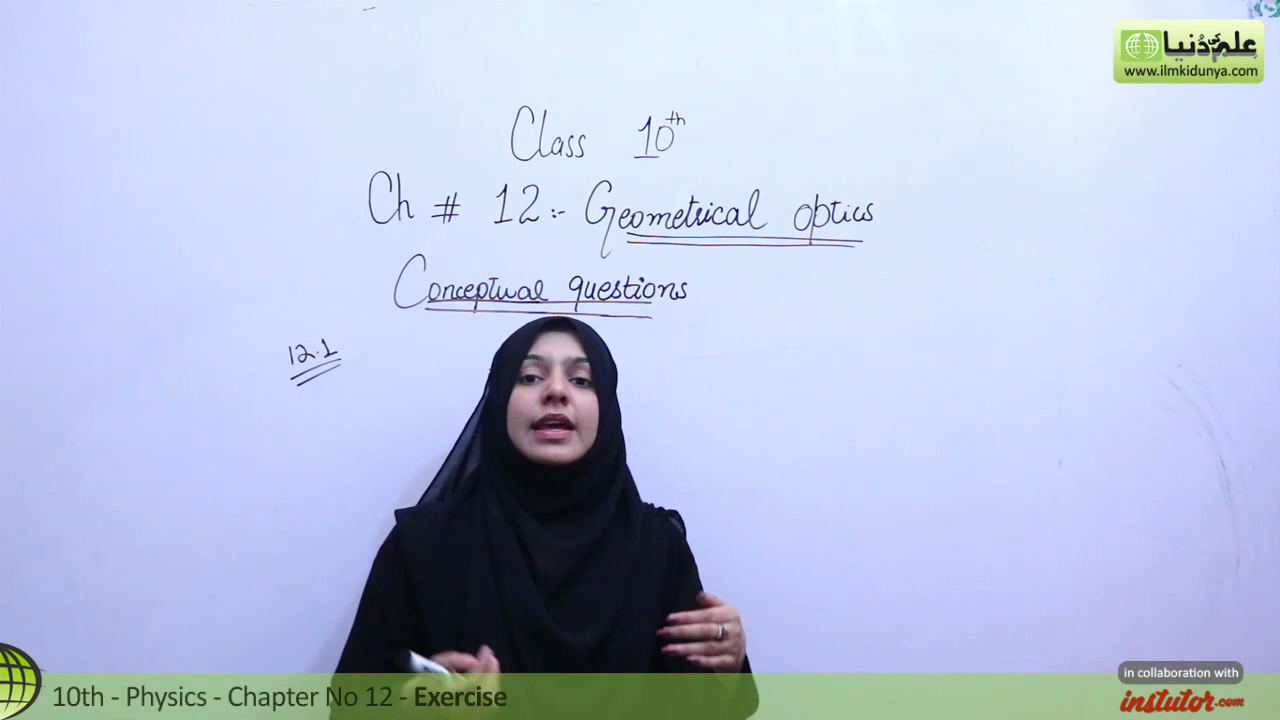 علم کی دُنیا
www.ilmkidunya.com
Class 10th
Ch # 12:- Geometrical optics
Conceptual questions
12.1
in collaboration with
instutor.com
10th - Physics - Chapter No 12 - Exercise